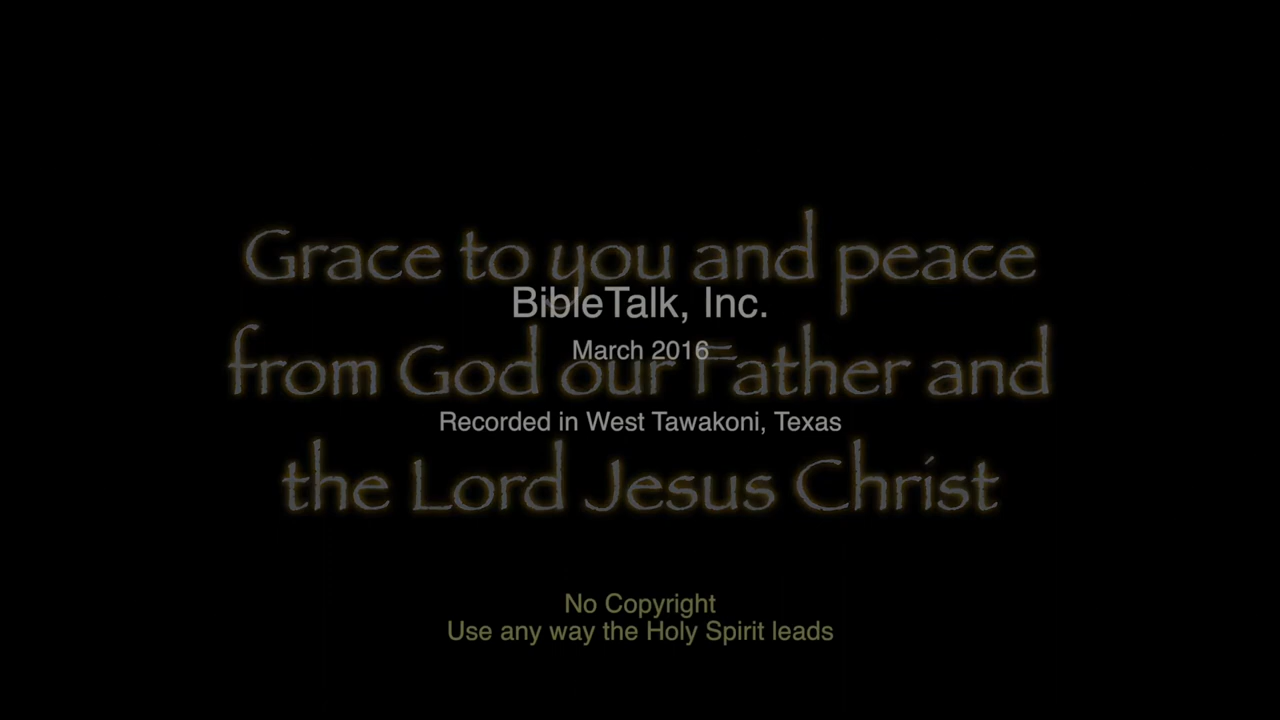 Grace to you and peace
BibleTalk, Inc.
March 2016
from God our Father and
Recorded in West Tawakoni, Texas
the Lord Jesus Christ
No Copyright
Use any way the Holy Spirit leads